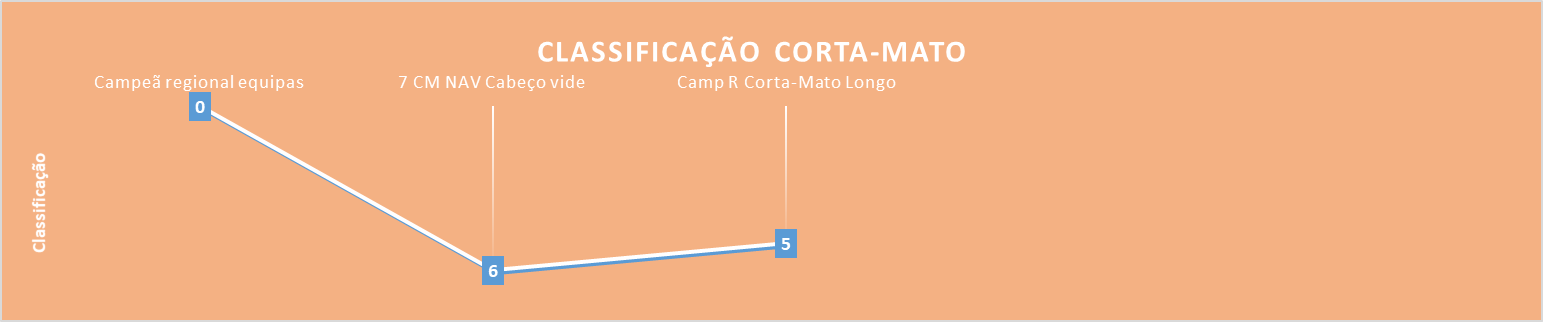 CLASSIFICAÇÃO CORTA-MATO
Campeã regional equipas
7 CM NAV Cabeço vide
Camp R Corta-Mato Longo
0
6
5
Classificação